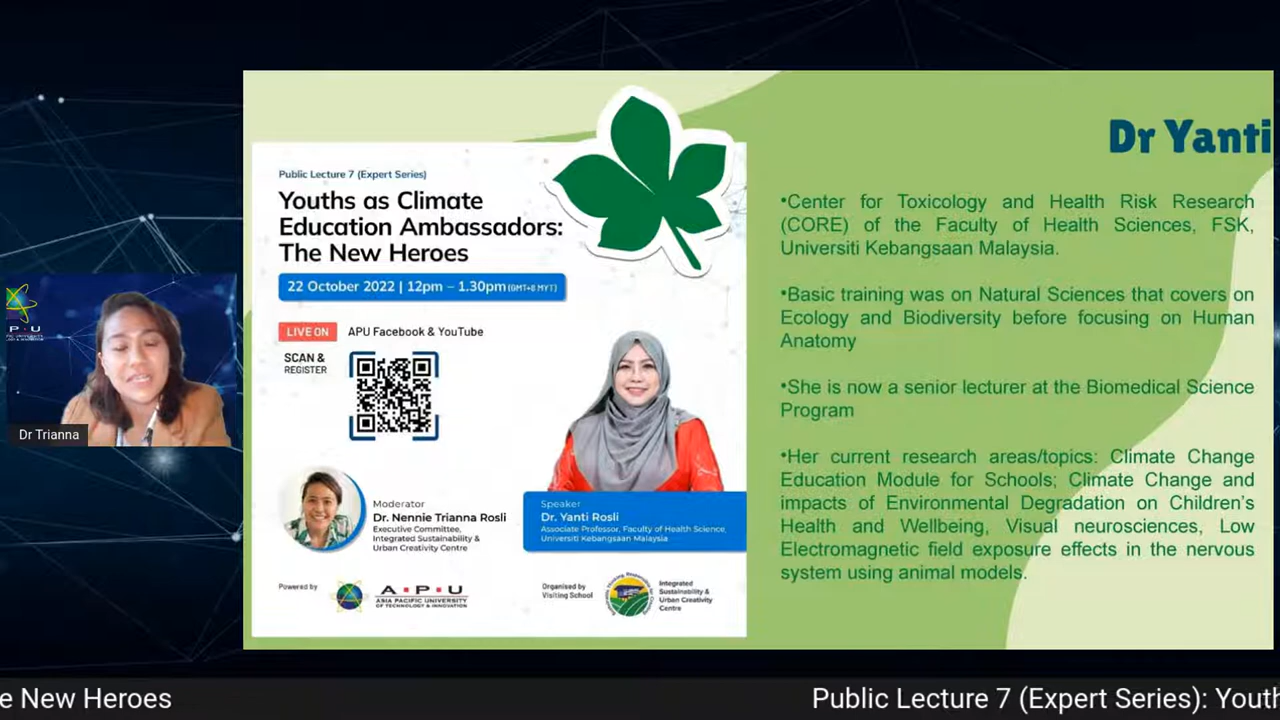 Dr Yanti
Public Lecture 7 (Expert Series)
Youths as Climate
Education Ambassadors:
The New Heroes
22 October 2022 | 12pm – 1.30pm (GMT+8 MYT)
LIVE ON APU Facebook & YouTube
SCAN &
REGISTER
Moderator
Dr. Nennie Trianna Rosli
Executive Committee,
Integrated Sustainability &
Urban Creativity Centre
Speaker
Dr. Yanti Rosli
Associate Professor, Faculty of Health Science,
Universiti Kebangsaan Malaysia
Powered by
A•P•U
ASIA PACIFIC UNIVERSITY
OF TECHNOLOGY & INNOVATION
Organised by
Visiting School
Integrated
Sustainability &
Urban Creativity
Centre
•Center for Toxicology and Health Risk Research
(CORE) of the Faculty of Health Sciences, FSK,
Universiti Kebangsaan Malaysia.
•Basic training was on Natural Sciences that covers on
Ecology and Biodiversity before focusing on Human
Anatomy
•She is now a senior lecturer at the Biomedical Science
Program
•Her current research areas/topics: Climate Change
Education Module for Schools; Climate Change and
impacts of Environmental Degradation on Children's
Health and Wellbeing, Visual neurosciences, Low
Electromagnetic field exposure effects in the nervous
system using animal models.
P • U
Dr Trianna
e New Heroes
Public Lecture 7 (Expert Series): Youth